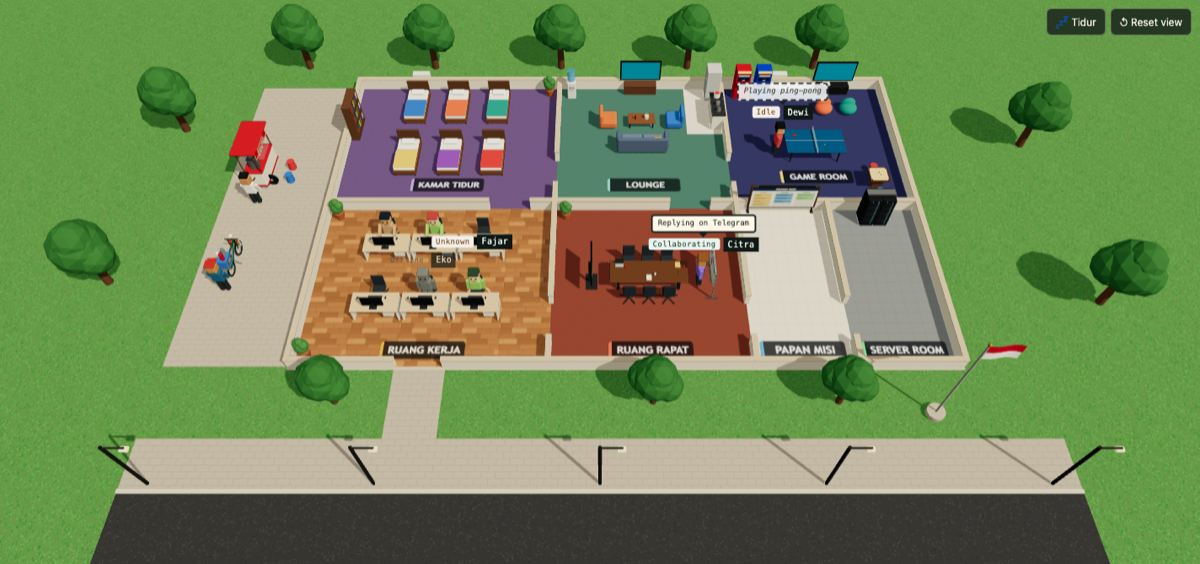 💤 Tidur
↺ Reset view
Playing ping-pong
Idle Dewi
KAMAR TIDUR
LOUNGE
GAME ROOM
Replying on Telegram
Unknown Fajar
Collaborating Citra
Eko
RUANG KERJA
RUANG RAPAT
PAPAN MISI
SERVER ROOM